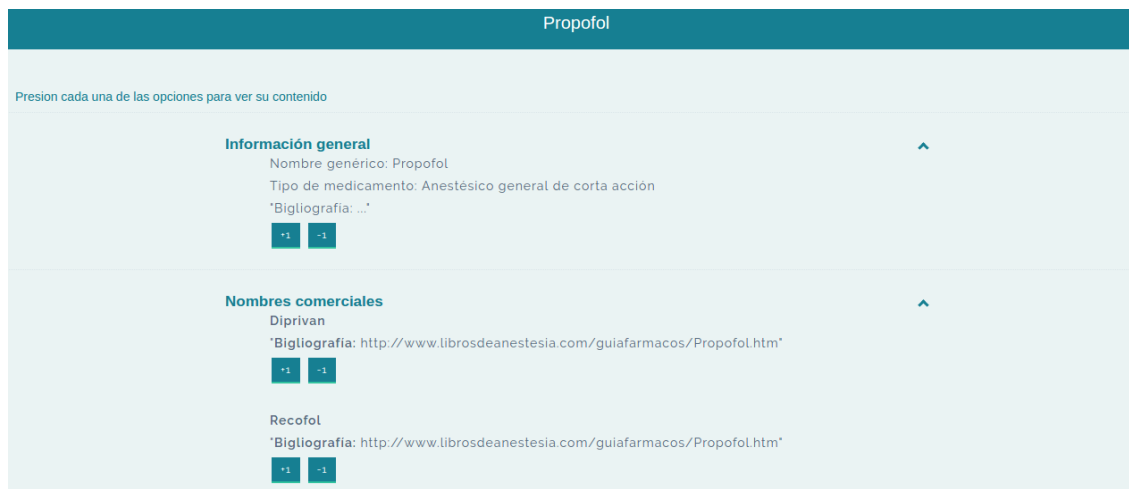 Propofol
Presion cada una de las opciones para ver su contenido
Información general
Nombre genérico: Propofol
Tipo de medicamento: Anestésico general de corta acción
"Bigliografia: ..."
+1 -1
Nombres comerciales
Diprivan
"Bigliografia: http://www.librosdeanestesia.com/guiafarmacos/Propofol.htm"
+1 -1
Recofol
"Bigliografia: http://www.librosdeanestesia.com/guiafarmacos/Propofol.htm"
+1 -1